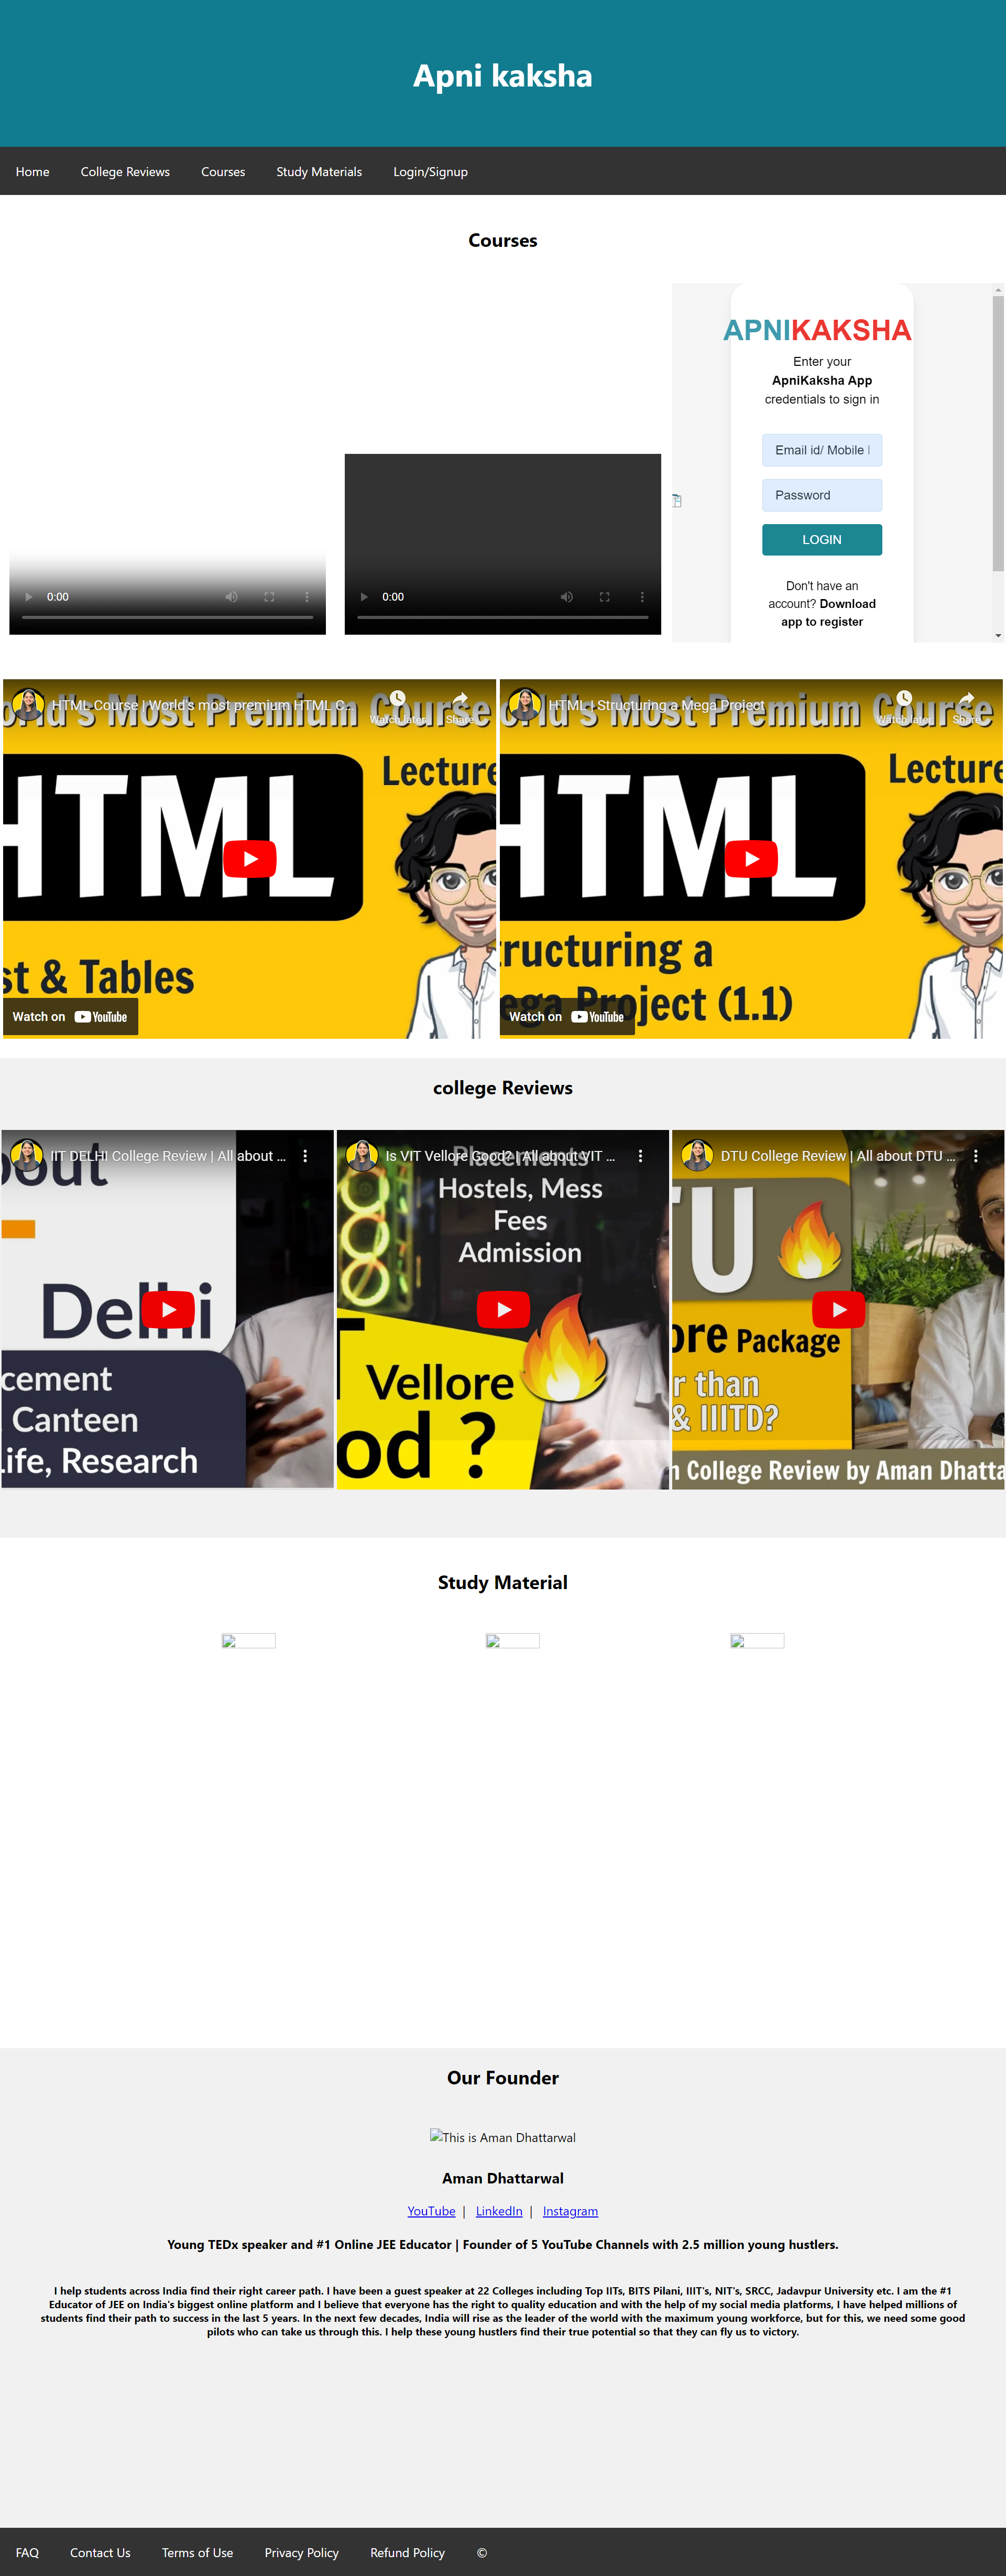 Apni kaksha
Home College Reviews Courses Study Materials Login/Signup
Courses
0:00
0:00
APNIKAKSHA
Enter your
ApniKaksha App
credentials to sign in
Email id/ Mobile
Password
LOGIN
Don't have an
account? Download
app to register
HTML Course | World's most premium HTML C...
Watch later Share
orld's Most Premium
Lecture
HTML
st & Tables
Watch on YouTube
HTML | Structuring a Mega Project
Watch later Share
orld's Most Premium Course
Lecture
HTML
tructuring a
ega Project (1.1)
Watch on YouTube
college Reviews
IIT DELHI College Review | All about ...
bout
Delhi
cement
Canteen
ife, Research
Is VIT Vellore Good? | All about VIT ...
Placements
Hostels, Mess
Fees
Admission
Vellore
od ?
DTU College Review | All about DTU ...
TU
ore Package
r than
& IIITD?
n College Review by Aman Dhatta
Study Material
Our Founder
This is Aman Dhattarwal
Aman Dhattarwal
YouTube | LinkedIn | Instagram
Young TEDx speaker and #1 Online JEE Educator | Founder of 5 YouTube Channels with 2.5 million young hustlers.
I help students across India find their right career path. I have been a guest speaker at 22 Colleges including Top IITs, BITS Pilani, IIIT's, NIT's, SRCC, Jadavpur University etc. I am the #1
Educator of JEE on India's biggest online platform and I believe that everyone has the right to quality education and with the help of my social media platforms, I have helped millions of
students find their path to success in the last 5 years. In the next few decades, India will rise as the leader of the world with the maximum young workforce, but for this, we need some good
pilots who can take us through this. I help these young hustlers find their true potential so that they can fly us to victory.
FAQ Contact Us Terms of Use Privacy Policy Refund Policy ©